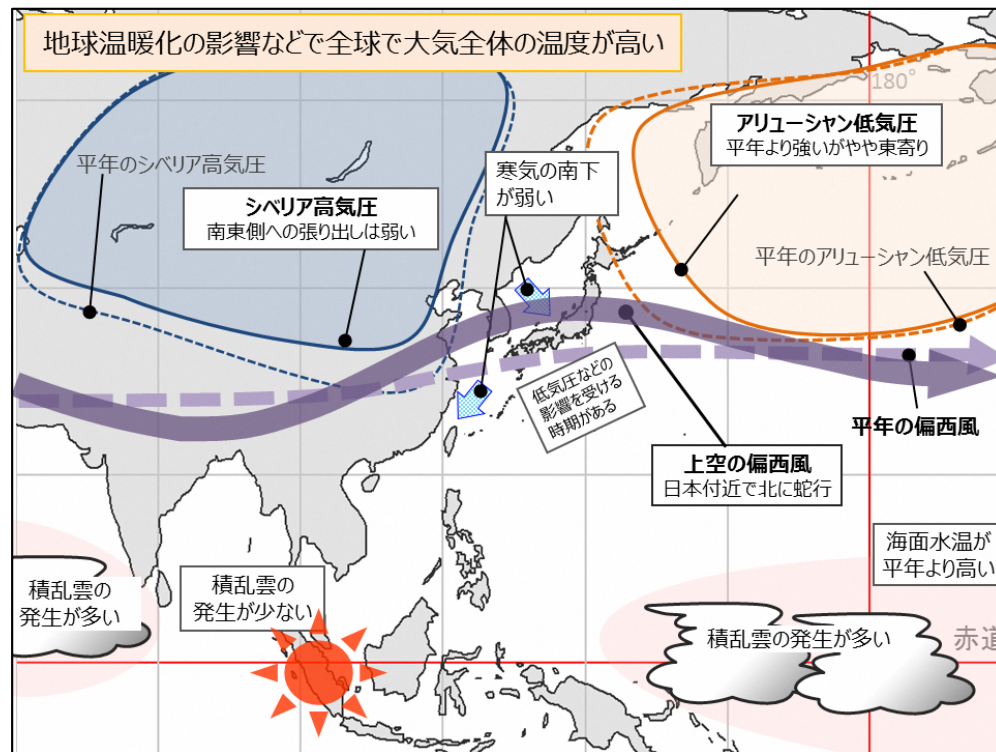 地球温暖化の影響などで全球で大気全体の温度が高い
180°
アリューシャン低気圧
平年より強いがやや東寄り
平年のシベリア高気圧
寒気の南下
が弱い
シベリア高気圧
南東側への張り出しは弱い
平年のアリューシャン低気圧
低気圧などの
影響を受ける
時期がある
平年の偏西風
上空の偏西風
日本付近で北に蛇行
海面水温が
平年より高い
積乱雲の
発生が多い
積乱雲の
発生が少ない
積乱雲の発生が多い
赤道